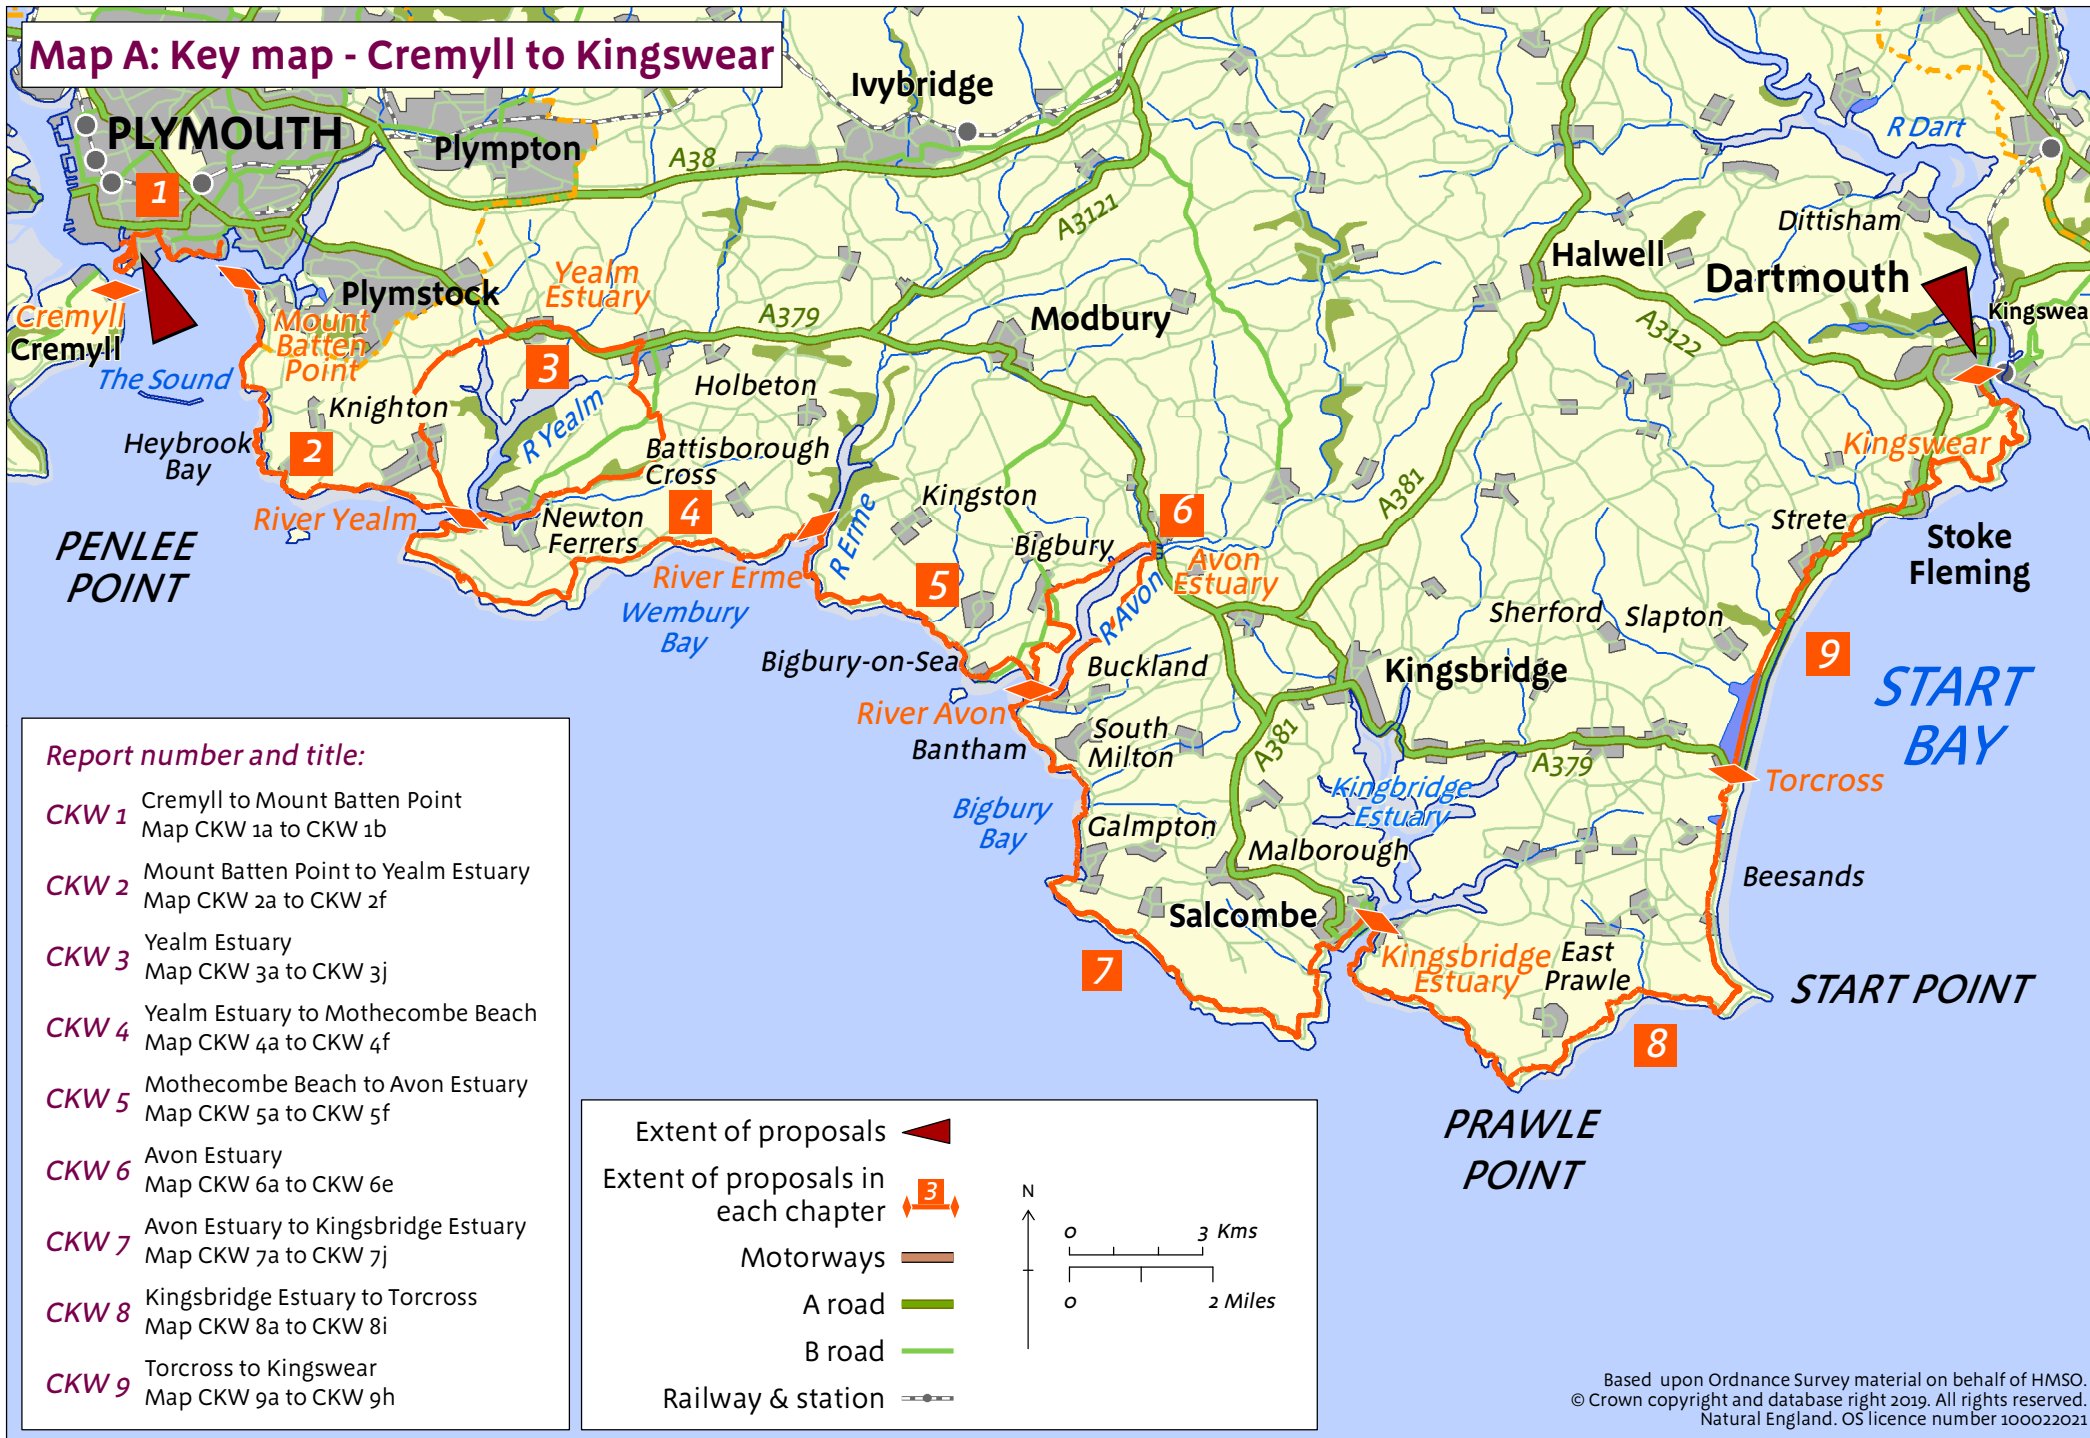 Map A: Key map - Cremyll to Kingswear
Ivybridge
PLYMOUTH
Plympton
A38
R Dart
1
A3121
Dittisham
Halwell
Dartmouth
Yealm
Estuary
Plymstock
Kingswea
Cremyll
Cremyll
Mount
Batten
Point
A379
Modbury
A3122
The Sound
3
Holbeton
Knighton
R Yealm
Heybrook
Bay
2
Battisborough
Cross
Kingswear
A381
Kingston
River Yealm
4
Newton
Ferrers
R Erme
6
Strete
Stoke
Fleming
PENLEE
POINT
Bigbury
Avon
Estuary
River Erme
5
Wembury
Bay
R Avon
Sherford
Slapton
9
Bigbury-on-Sea
Buckland
Kingsbridge
START
BAY
River Avon
Bantham
South
Milton
A381
A379
Torcross
Kingbridge
Estuary
Bigbury
Bay
Galmpton
Malborough
Beesands
Salcombe
Kingsbridge
Estuary
East
Prawle
7
START POINT
8
PRAWLE
POINT
Report number and title:
CKW 1
Cremyll to Mount Batten Point
Map CKW 1a to CKW 1b
CKW 2
Mount Batten Point to Yealm Estuary
Map CKW 2a to CKW 2f
CKW 3
Yealm Estuary
Map CKW 3a to CKW 3j
CKW 4
Yealm Estuary to Mothecombe Beach
Map CKW 4a to CKW 4f
CKW 5
Mothecombe Beach to Avon Estuary
Map CKW 5a to CKW 5f
CKW 6
Avon Estuary
Map CKW 6a to CKW 6e
CKW 7
Avon Estuary to Kingsbridge Estuary
Map CKW 7a to CKW 7j
CKW 8
Kingsbridge Estuary to Torcross
Map CKW 8a to CKW 8i
CKW 9
Torcross to Kingswear
Map CKW 9a to CKW 9h
Extent of proposals
Extent of proposals in
each chapter
3
Motorways
A road
B road
Railway & station
N
0 3 Kms
0 2 Miles
Based upon Ordnance Survey material on behalf of HMSO.
© Crown copyright and database right 2019. All rights reserved.
Natural England. OS licence number 100022021